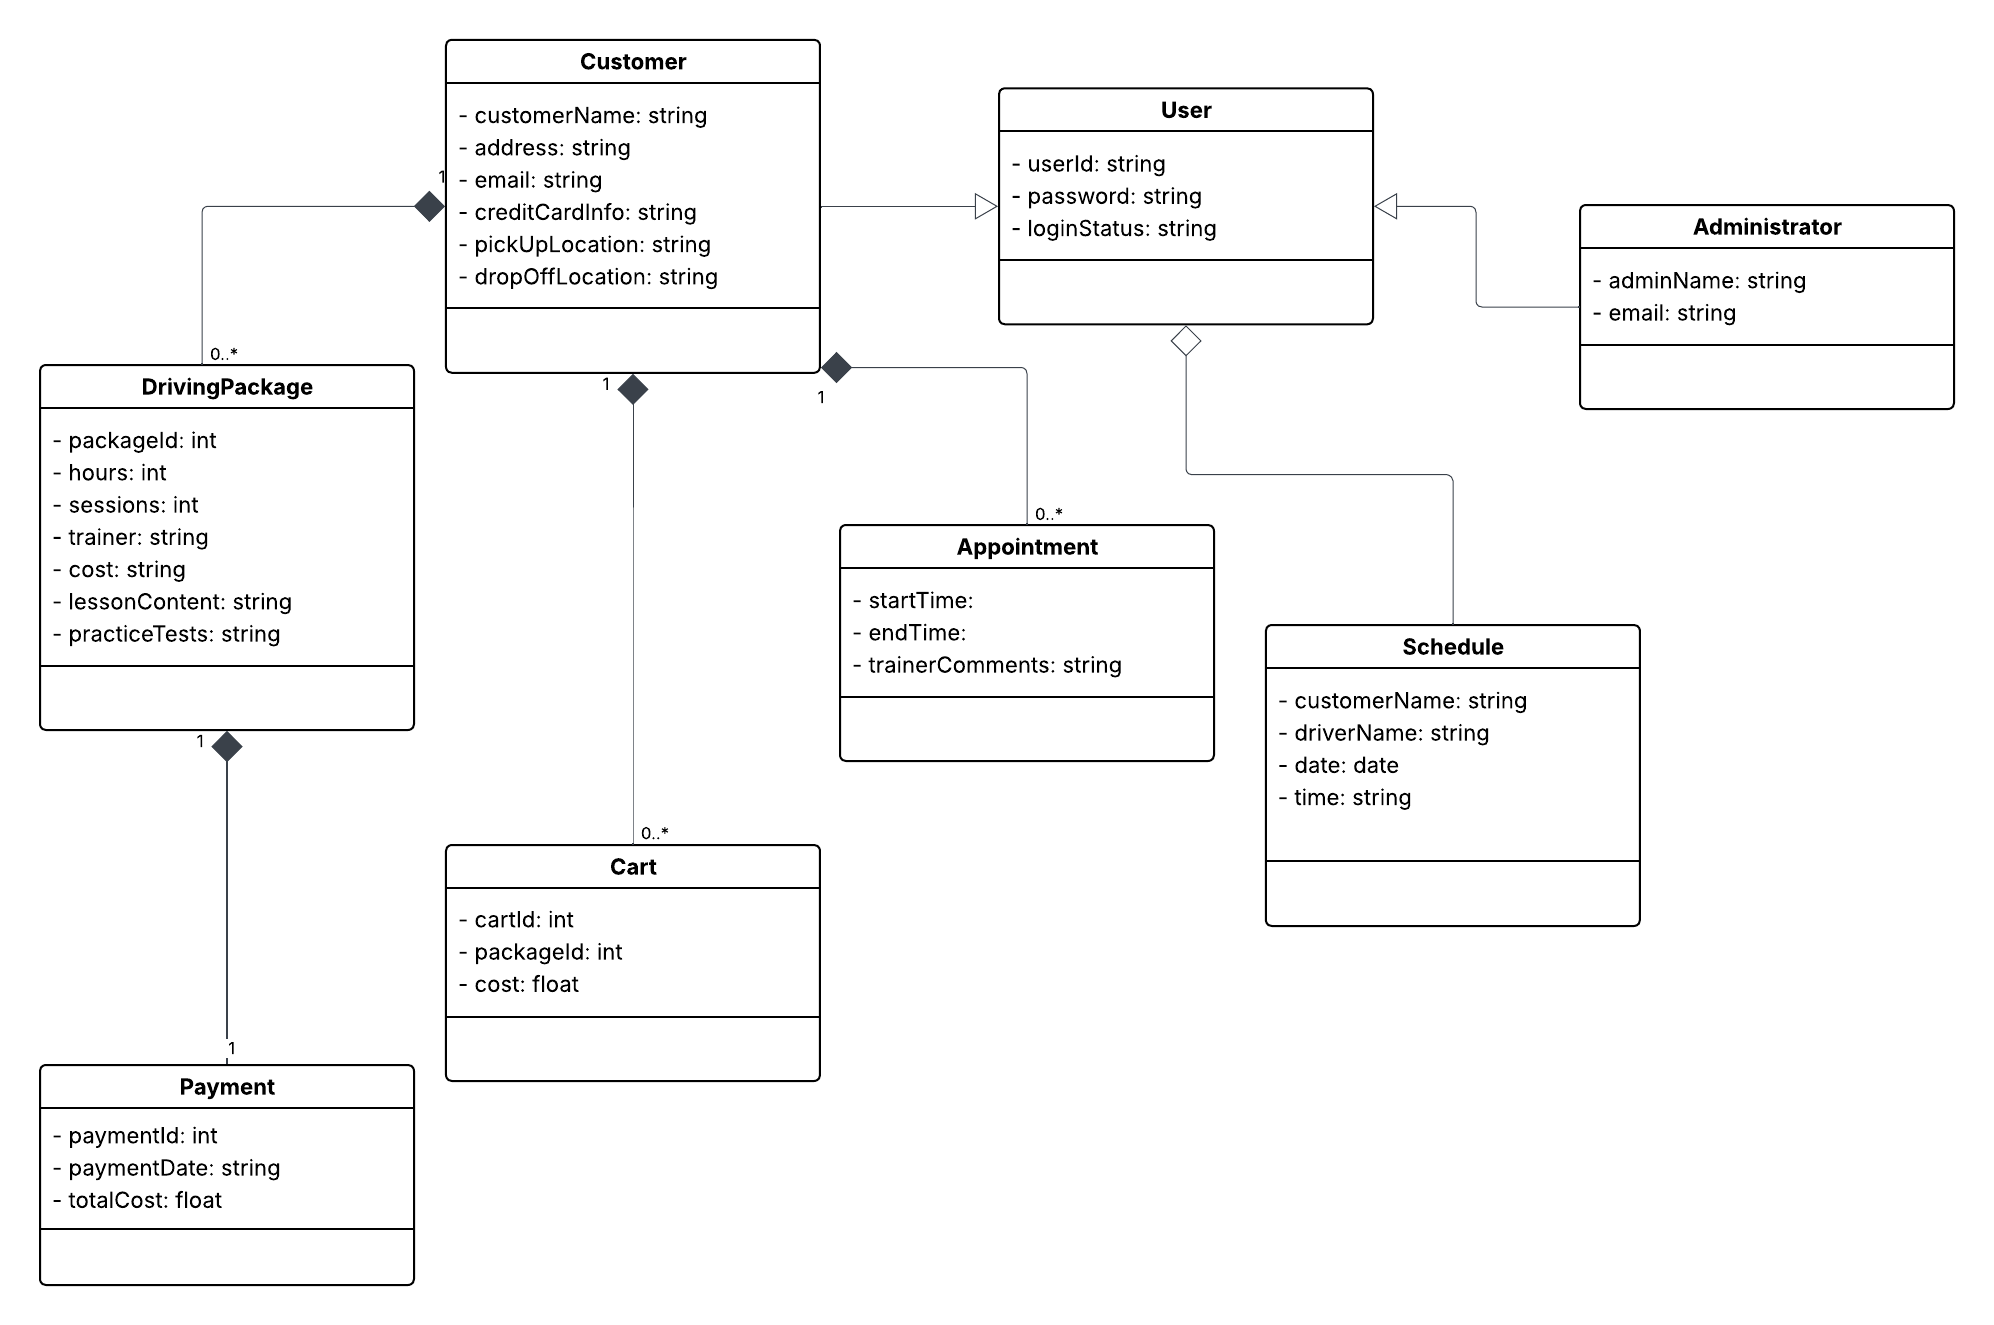 Customer
- customerName: string
- address: string
- email: string
- creditCardInfo: string
- pickUpLocation: string
- dropOffLocation: string
User
- userId: string
- password: string
- loginStatus: string
Administrator
- adminName: string
- email: string
1
0..*
1
0..*
1
0..*
DrivingPackage
- packageId: int
- hours: int
- sessions: int
- trainer: string
- cost: string
- lessonContent: string
- practiceTests: string
Appointment
- startTime:
- endTime:
- trainerComments: string
Schedule
- customerName: string
- driverName: string
- date: date
- time: string
1
1
Cart
- cartId: int
- packageId: int
- cost: float
Payment
- paymentId: int
- paymentDate: string
- totalCost: float